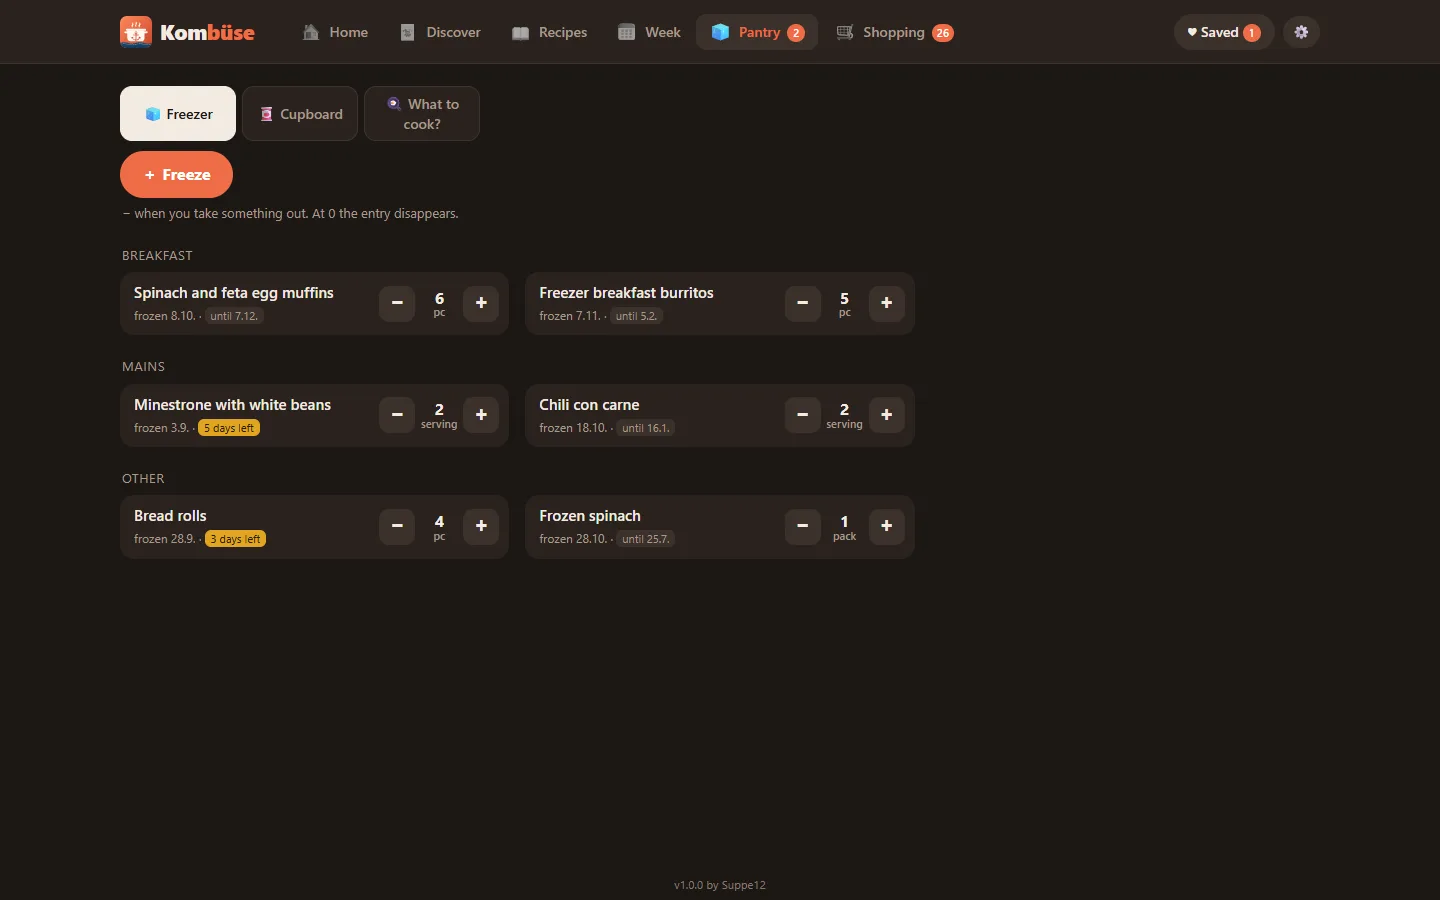 Kombüse
Home
Discover
Recipes
Week
Pantry 2
Shopping 26
♥ Saved 1
Freezer
Cupboard
What to
cook?
+ Freeze
− when you take something out. At 0 the entry disappears.
BREAKFAST
Spinach and feta egg muffins
frozen 8.10. · until 7.12.
− 6 +
pc
Freezer breakfast burritos
frozen 7.11. · until 5.2.
− 5 +
pc
MAINS
Minestrone with white beans
frozen 3.9. · 5 days left
− 2 +
serving
Chili con carne
frozen 18.10. · until 16.1.
− 2 +
serving
OTHER
Bread rolls
frozen 28.9. · 3 days left
− 4 +
pc
Frozen spinach
frozen 28.10. · until 25.7.
− 1 +
pack
v1.0.0 by Suppe12